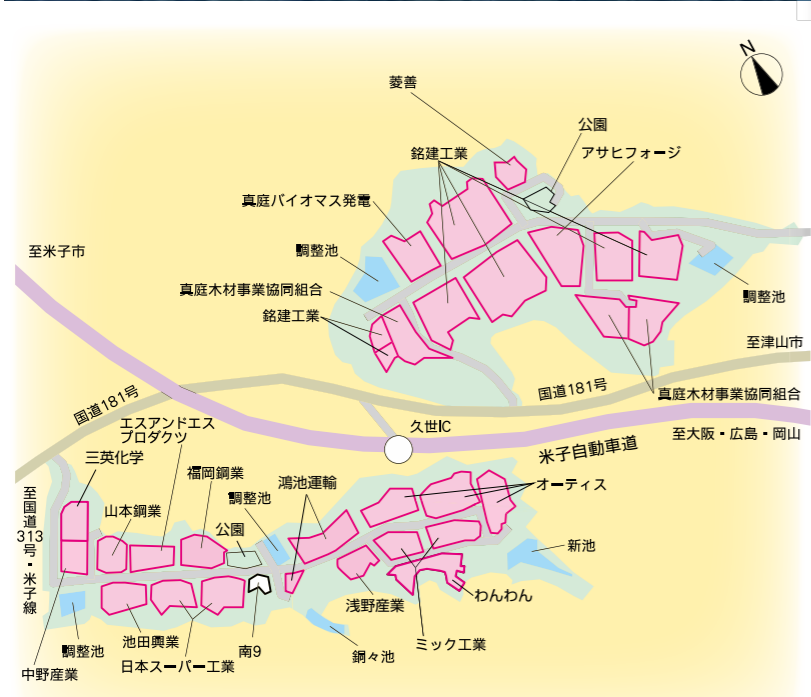 N
菱善
公園
銘建工業
アサヒフォージ
真庭バイオマス発電
調整池
至米子市
真庭木材事業協同組合
銘建工業
調整池
至津山市
国道181号
国道181号
真庭木材事業協同組合
久世IC
至大阪・広島・岡山
米子自動車道
エスアンドエス
プロダクツ
三英化学
福岡鋼業
鴻池運輸
オーティス
調整池
山本鋼業
公園
至国道313号・米子線
新池
浅野産業
わんわん
ミック工業
南9
銅々池
池田興業
調整池
日本スーパー工業
中野産業